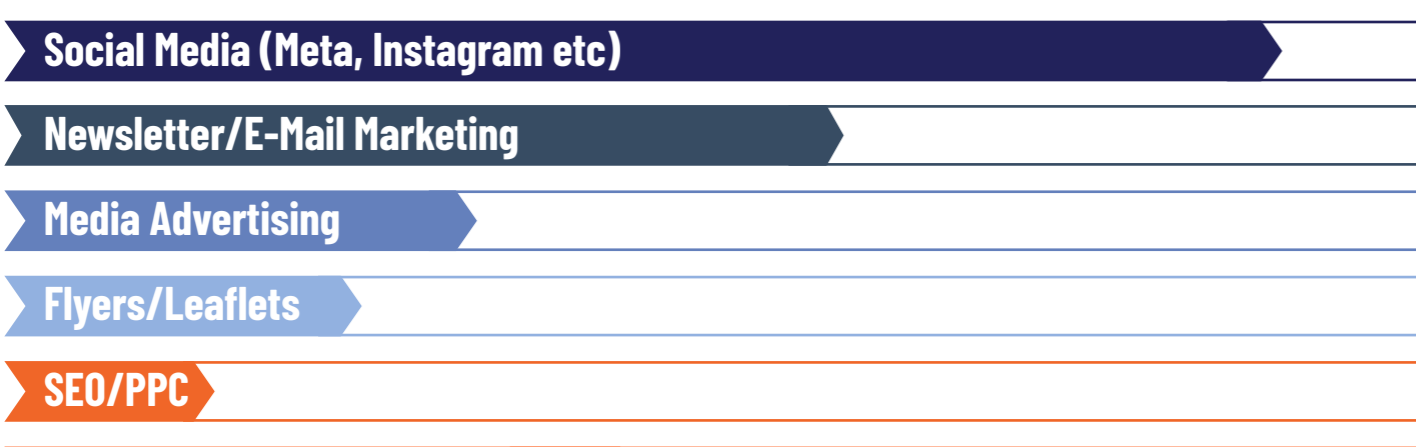 Social Media (Meta, Instagram etc)
Newsletter/E-Mail Marketing
Media Advertising
Flyers/Leaflets
SEO/PPC